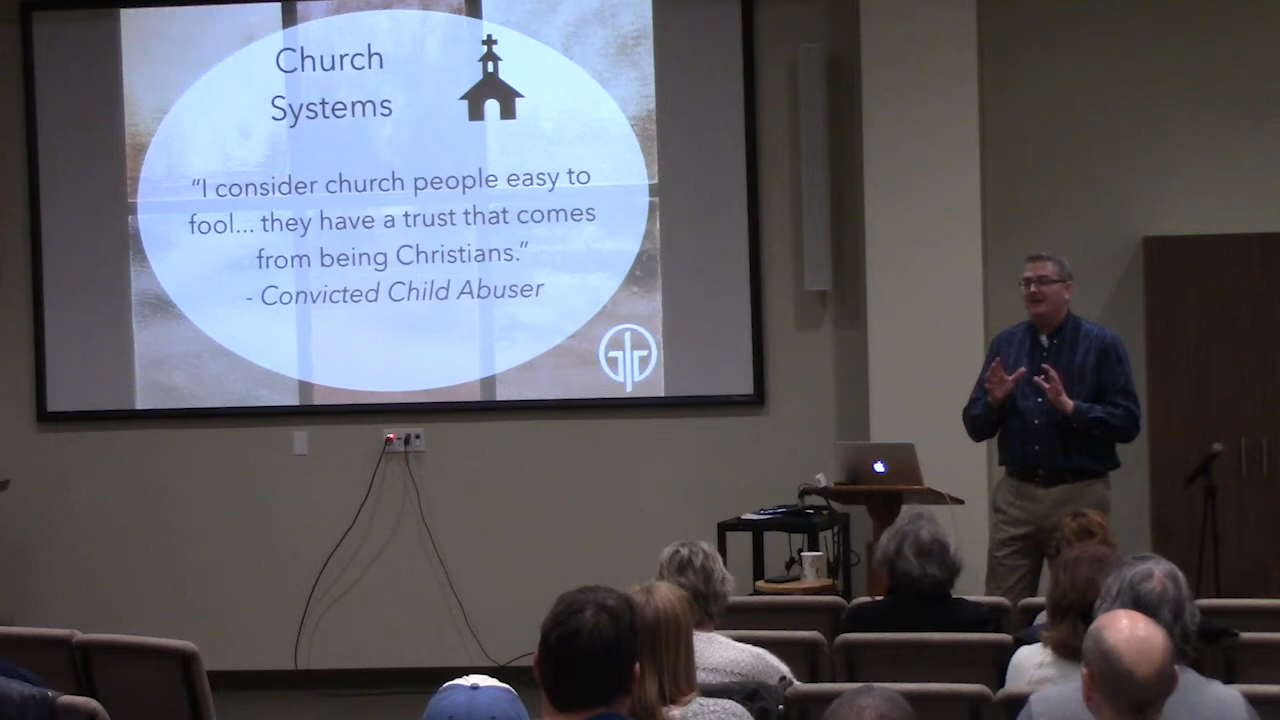 Church
Systems
“I consider church people easy to
fool... they have a trust that comes
from being Christians.”
- Convicted Child Abuser